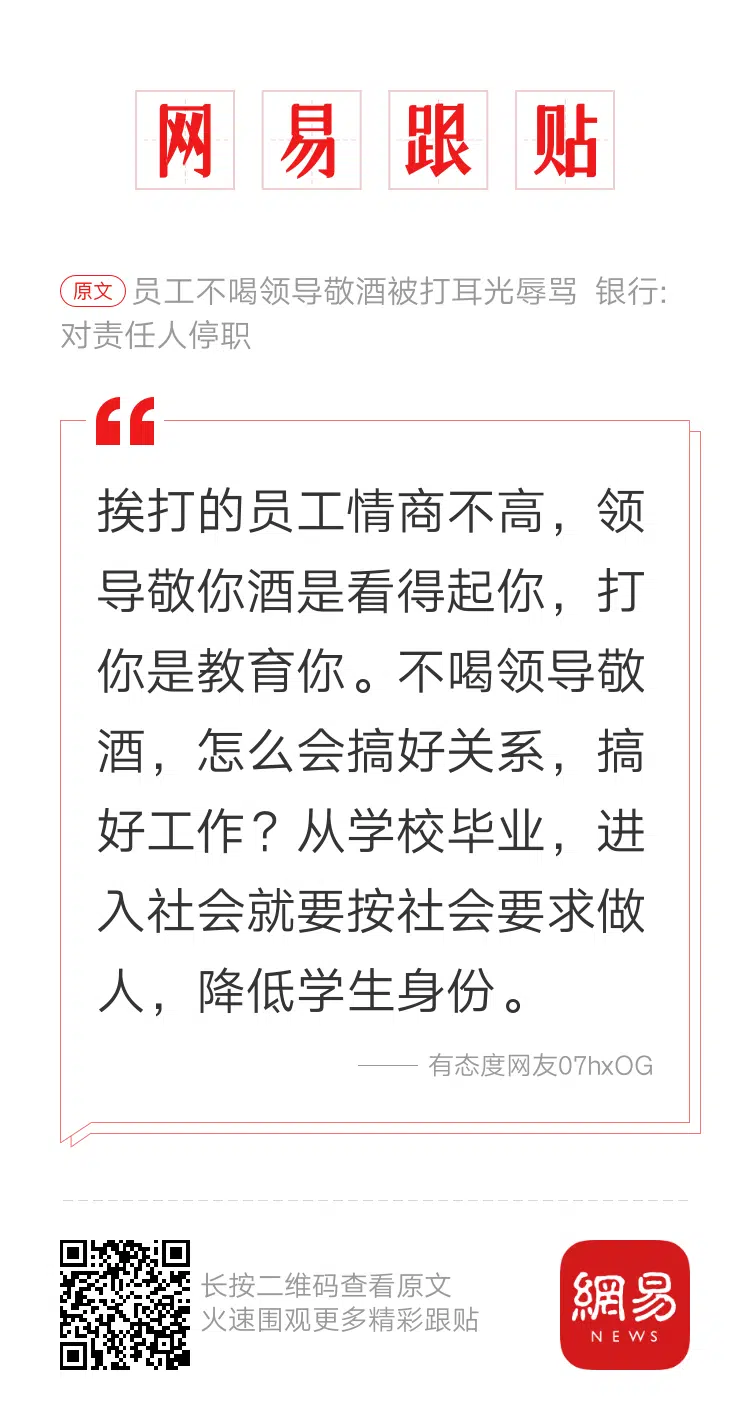 网易跟贴
原文 员工不喝领导敬酒被打耳光辱骂 银行:
对责任人停职
挨打的员工情商不高，领
导敬你酒是看得起你，打
你是教育你。不喝领导敬
酒，怎么会搞好关系，搞
好工作？从学校毕业，进
入社会就要按社会要求做
人，降低学生身份。
—— 有态度网友07hxOG
长按二维码查看原文
火速围观更多精彩跟贴
網易
NEWS